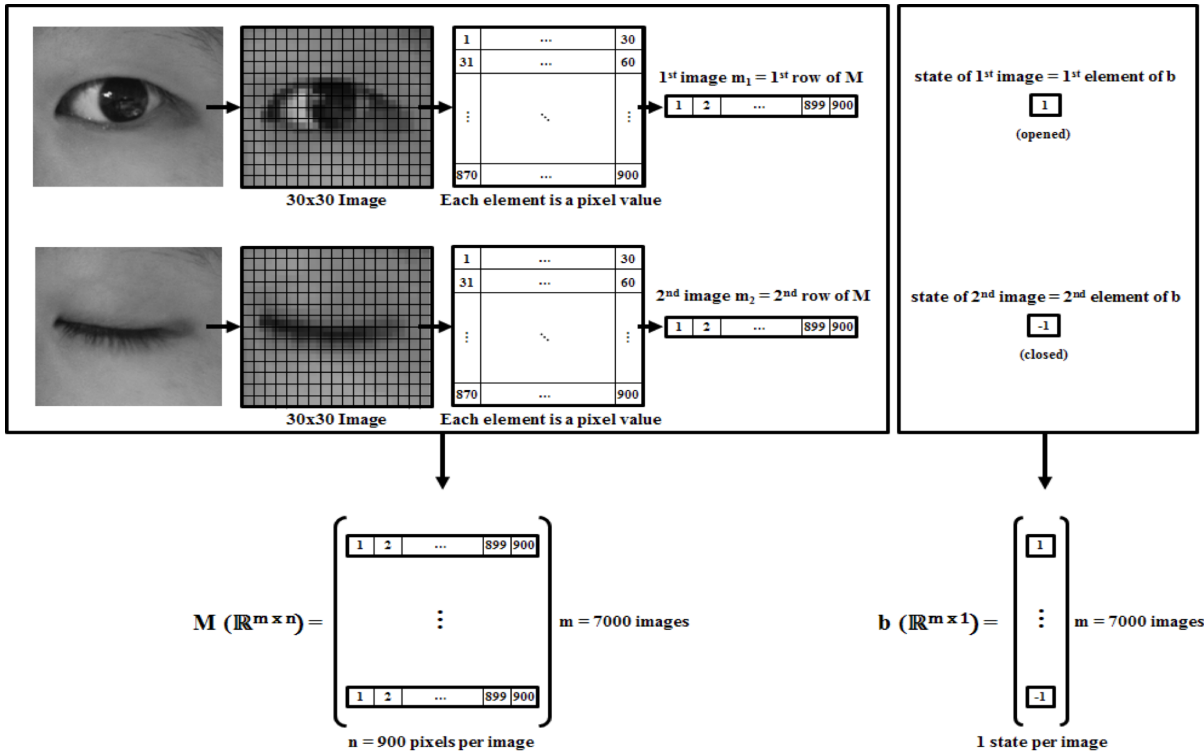 1 ... 30
31 ... 60
⋮ ⋱ ⋮
870 ... 900
30x30 Image
Each element is a pixel value
1st image m₁ = 1st row of M
1 2 ... 899 900
state of 1st image = 1st element of b
1
(opened)
1 ... 30
31 ... 60
⋮ ⋱ ⋮
870 ... 900
30x30 Image
Each element is a pixel value
2nd image m₂ = 2nd row of M
1 2 ... 899 900
state of 2nd image = 2nd element of b
-1
(closed)
1 2 ... 899 900
M (ℝᵐ ˣ ⁿ) = ⋮ m = 7000 images
1 2 ... 899 900
n = 900 pixels per image
1
b (ℝᵐ ˣ ¹) = ⋮ m = 7000 images
-1
1 state per image